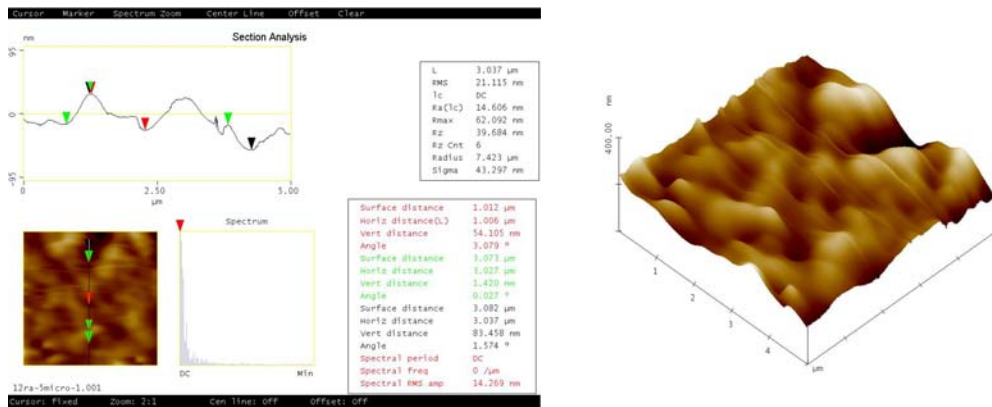 Cursor Marker Spectrum Zoom Center Line Offset Clear
Section Analysis
nm
95
0
-95
0 2.50 5.00
µm
L 3.037 µm
RMS 21.115 nm
lc DC
Ra(lc) 14.606 nm
Rmax 62.092 nm
Rz 39.684 nm
Rz Cnt 6
Radius 7.423 µm
Sigma 43.297 nm
Spectrum
DC Min
Surface distance 1.012 µm
Horiz distance(L) 1.006 µm
Vert distance 54.105 nm
Angle 3.079 °
Surface distance 3.073 µm
Horiz distance 3.027 µm
Vert distance 1.420 nm
Angle 0.027 °
Surface distance 3.082 µm
Horiz distance 3.037 µm
Vert distance 83.458 nm
Angle 1.574 °
Spectral period DC
Spectral freq 0 /µm
Spectral RMS amp 14.269 nm
12ra-5micro-1.001
Cursor: fixed Zoom: 2:1 Cen line: Off Offset: Off
nm
400.00
1
2
3
4
µm